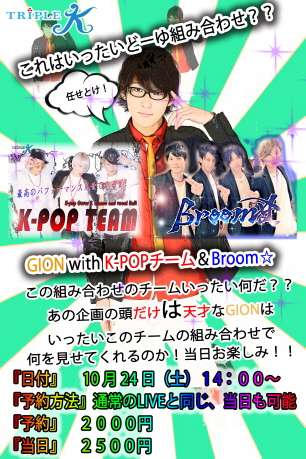 TRIPLE K
これはいったいどーゆ組み合わせ？？
任せとけ！
K-POP TEAM
Broom☆
GION with K-POPチーム＆Broom☆
この組み合わせのチームいったい何だ？？
あの企画の頭だけは天才なGIONは
いったいこのチームの組み合わせで
何を見せてくれるのか！当日お楽しみ！！
『日付』　10月24日（土）14：00～
『予約方法』通常のLIVEと同じ、当日も可能
『予約』　2000円
『当日』　2500円